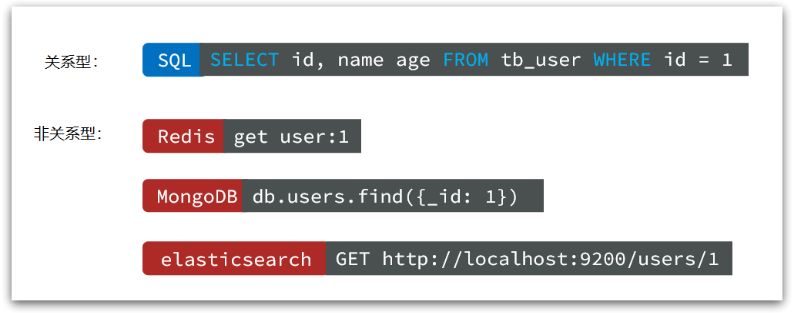 关系型： SQL SELECT id, name age FROM tb_user WHERE id = 1
非关系型： Redis get user:1
MongoDB db.users.find({_id: 1})
elasticsearch GET http://localhost:9200/users/1